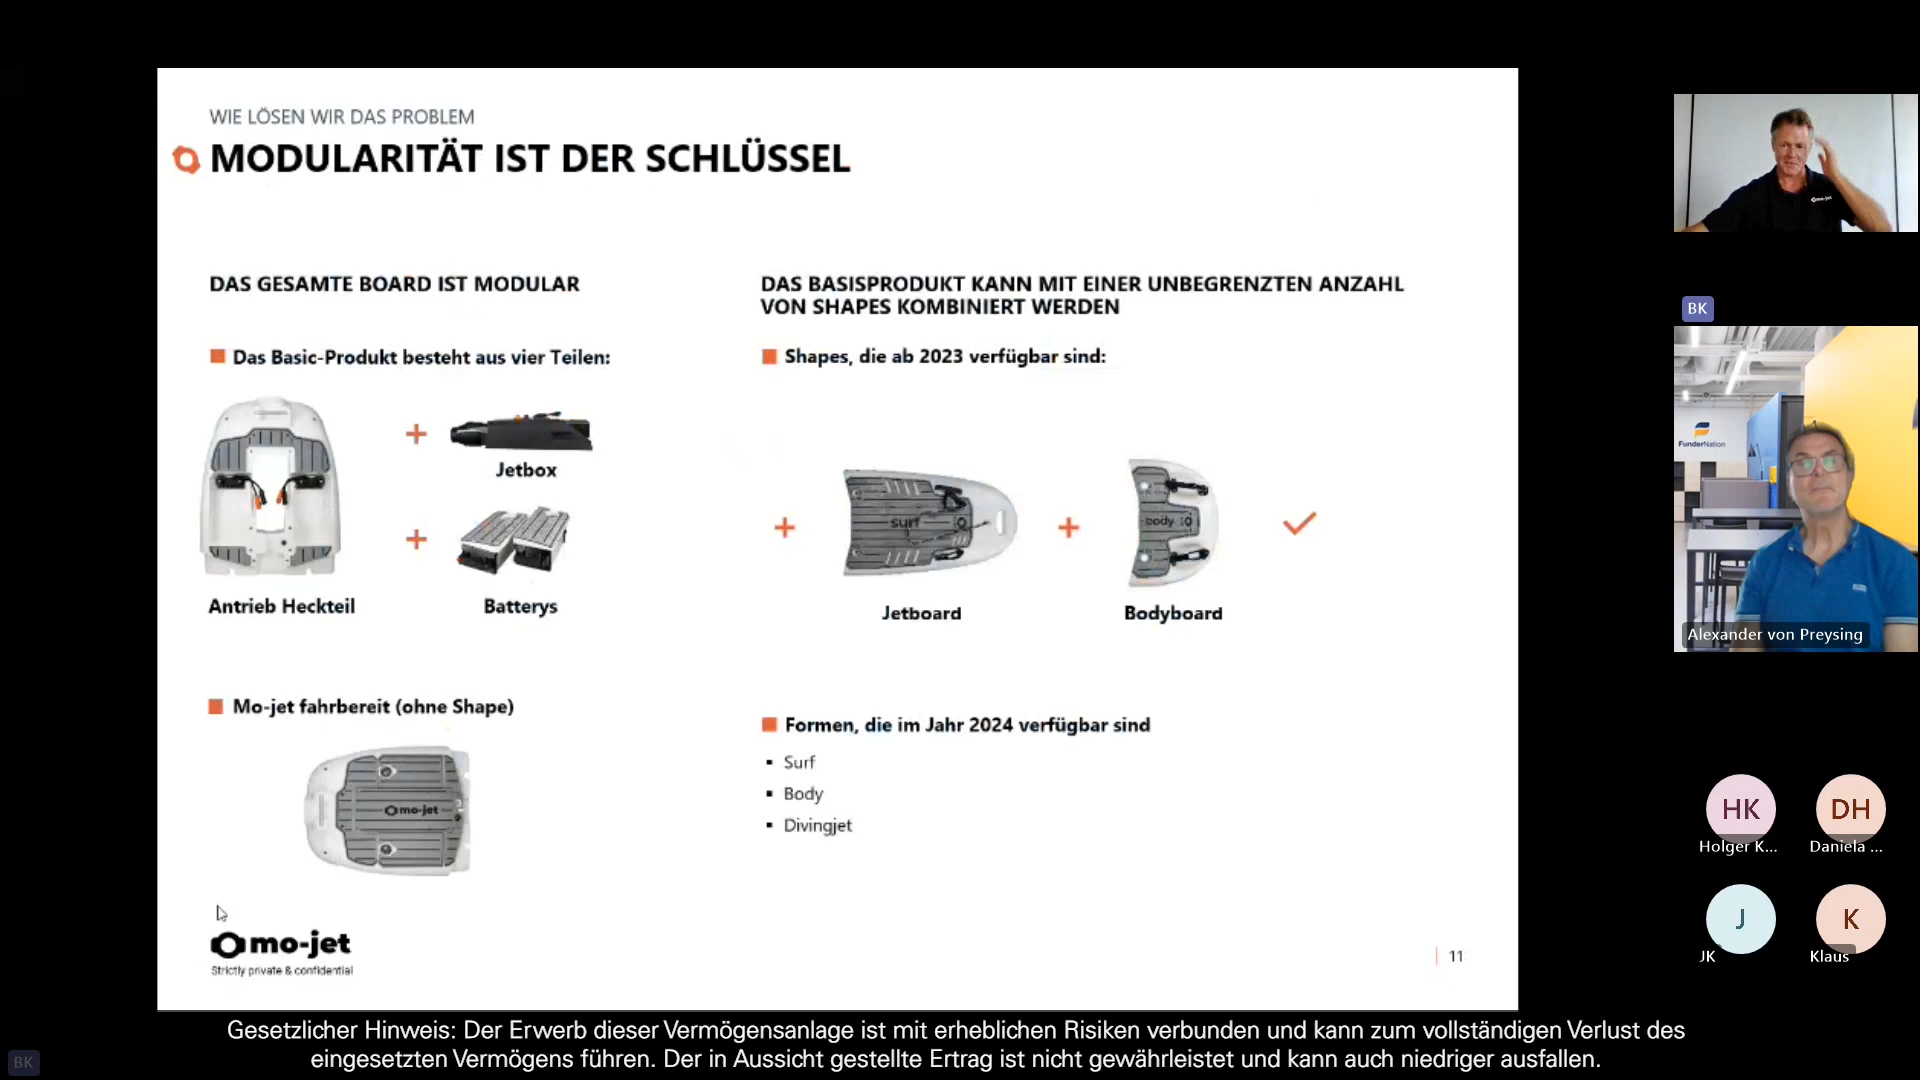 WIE LÖSEN WIR DAS PROBLEM
MODULARITÄT IST DER SCHLÜSSEL
DAS GESAMTE BOARD IST MODULAR
Das Basic-Produkt besteht aus vier Teilen:
Jetbox
Antrieb Heckteil
Batterys
Mo-jet fahrbereit (ohne Shape)
mo-jet
DAS BASISPRODUKT KANN MIT EINER UNBEGRENZTEN ANZAHL
VON SHAPES KOMBINIERT WERDEN
Shapes, die ab 2023 verfügbar sind:
surf
body
Jetboard
Bodyboard
Formen, die im Jahr 2024 verfügbar sind
Surf
Body
Divingjet
mo-jet
Strictly private & confidential
11
mo-jet
BK
FunderNation
Alexander von Preysing
HK
DH
Holger K...
Daniela ...
J
K
JK
Klaus
Gesetzlicher Hinweis: Der Erwerb dieser Vermögensanlage ist mit erheblichen Risiken verbunden und kann zum vollständigen Verlust des
eingesetzten Vermögens führen. Der in Aussicht gestellte Ertrag ist nicht gewährleistet und kann auch niedriger ausfallen.
BK